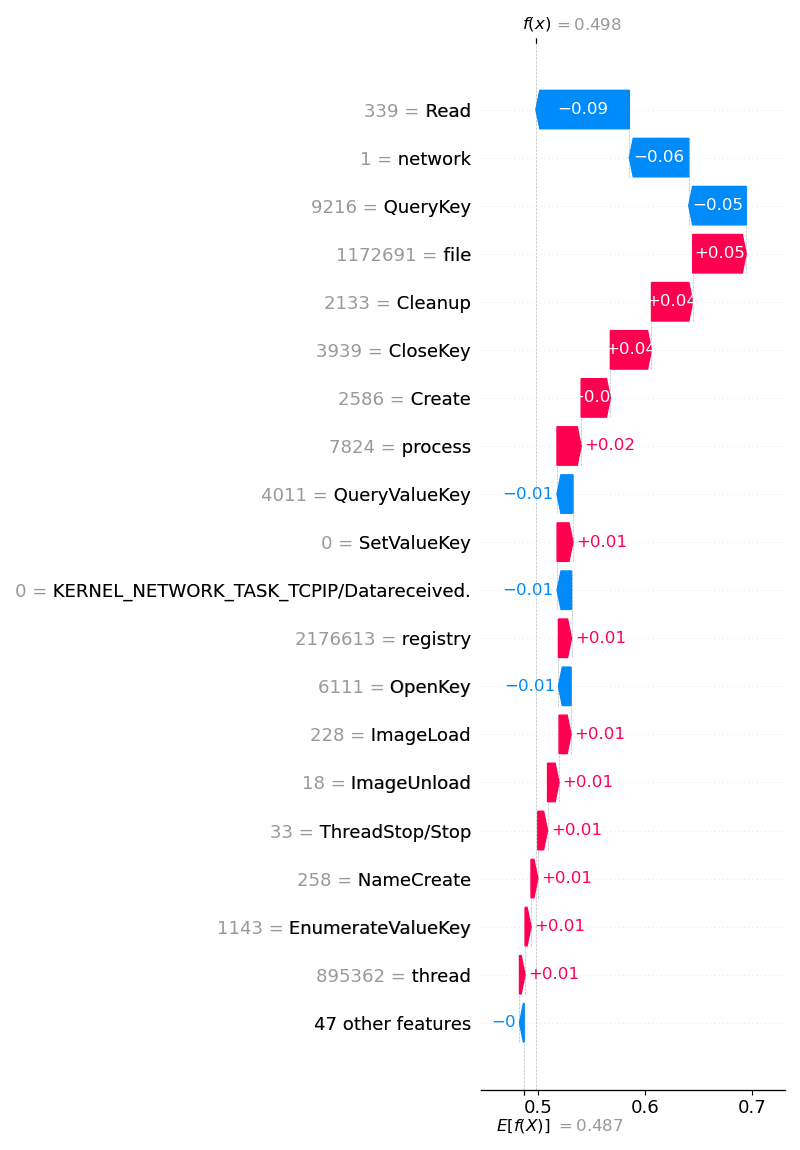 f(x) = 0.498
339 = Read
−0.09
1 = network
−0.06
9216 = QueryKey
−0.05
1172691 = file
+0.05
2133 = Cleanup
+0.04
3939 = CloseKey
+0.04
2586 = Create
7824 = process
+0.02
4011 = QueryValueKey
−0.01
0 = SetValueKey
+0.01
0 = KERNEL_NETWORK_TASK_TCPIP/Datareceived.
−0.01
2176613 = registry
+0.01
6111 = OpenKey
−0.01
228 = ImageLoad
+0.01
18 = ImageUnload
+0.01
33 = ThreadStop/Stop
+0.01
258 = NameCreate
+0.01
1143 = EnumerateValueKey
+0.01
895362 = thread
+0.01
47 other features
−0
0.5 0.6 0.7
E[f(X)] = 0.487